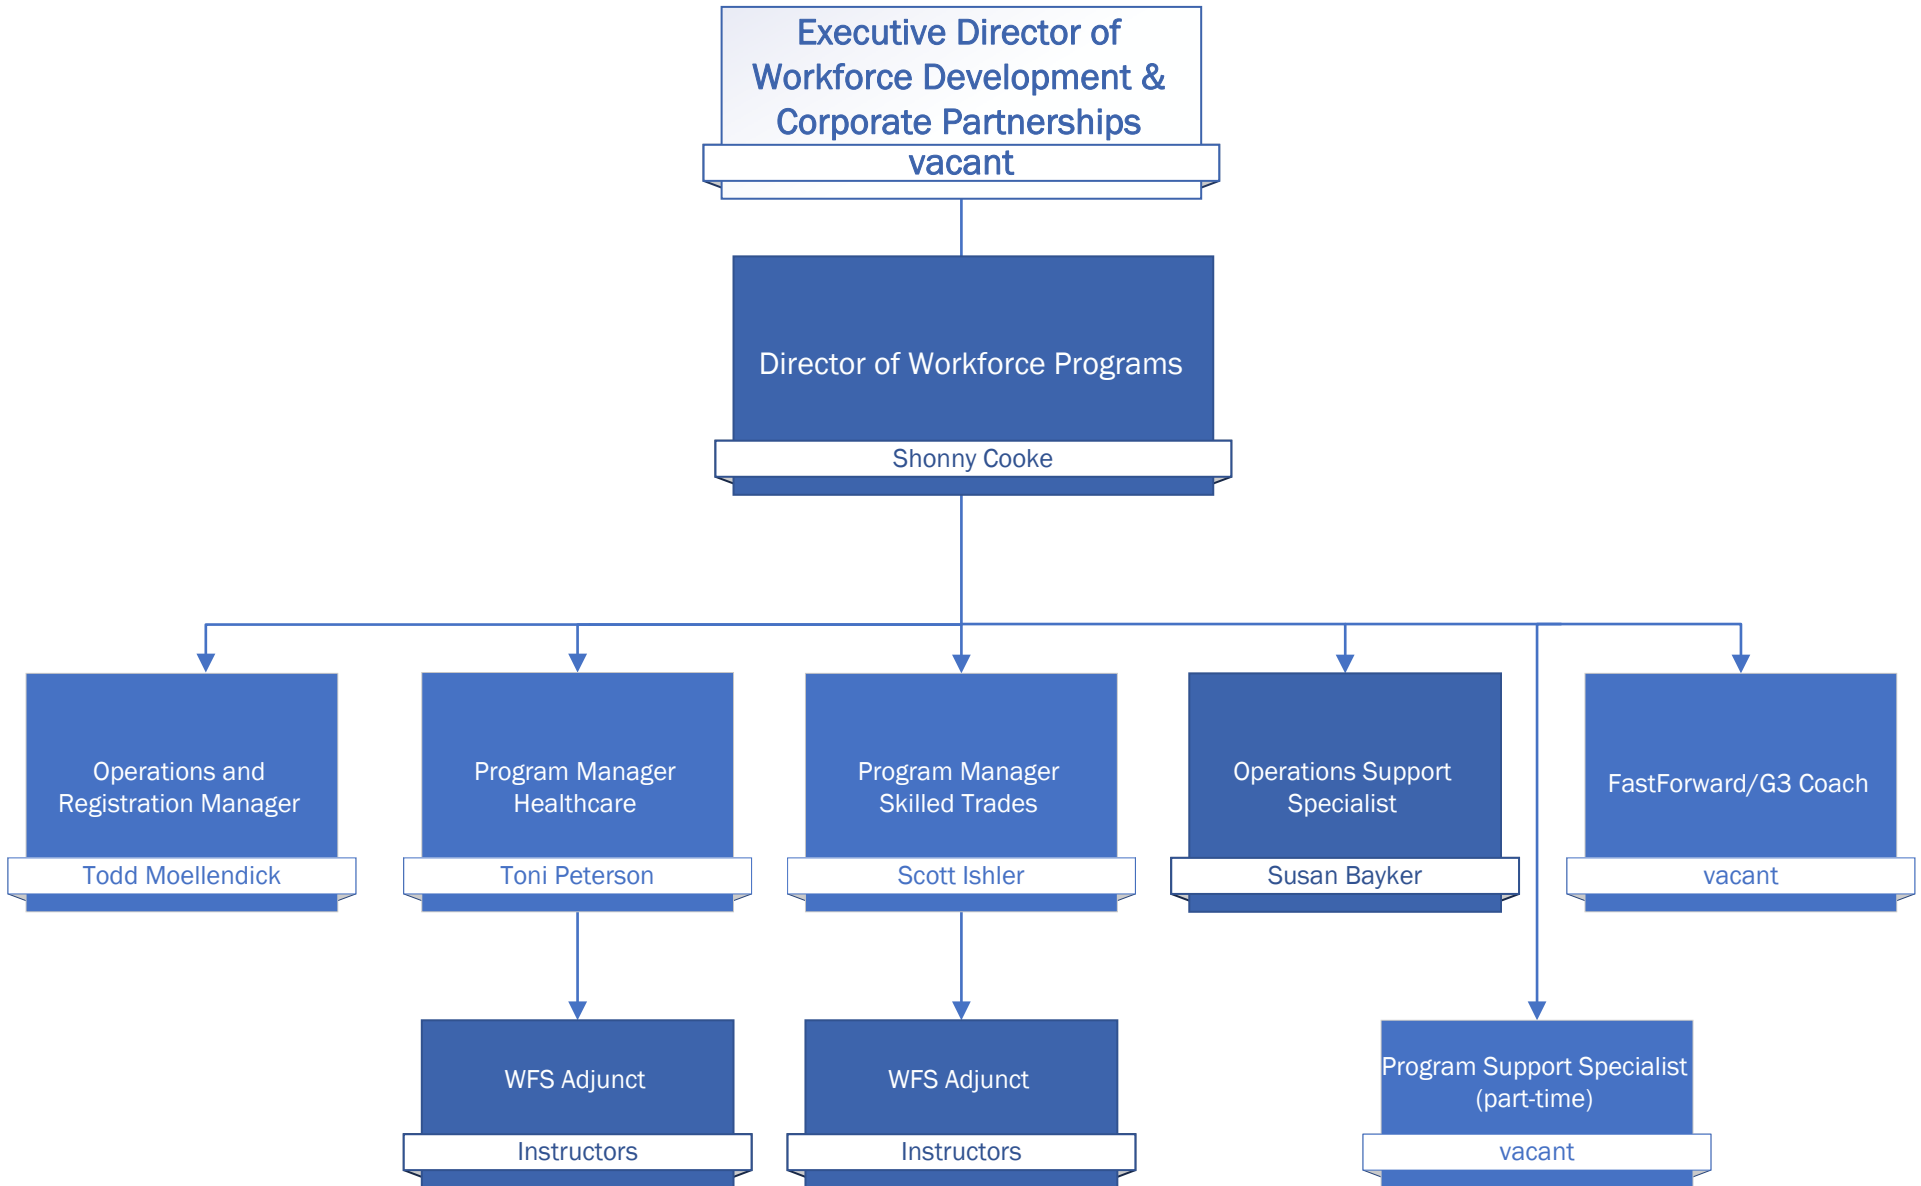 Executive Director of
Workforce Development &
Corporate Partnerships
vacant
Director of Workforce Programs
Shonny Cooke
Operations and
Registration Manager
Todd Moellendick
Program Manager
Healthcare
Toni Peterson
Program Manager
Skilled Trades
Scott Ishler
Operations Support
Specialist
Susan Bayker
FastForward/G3 Coach
vacant
WFS Adjunct
Instructors
WFS Adjunct
Instructors
Program Support Specialist
(part-time)
vacant